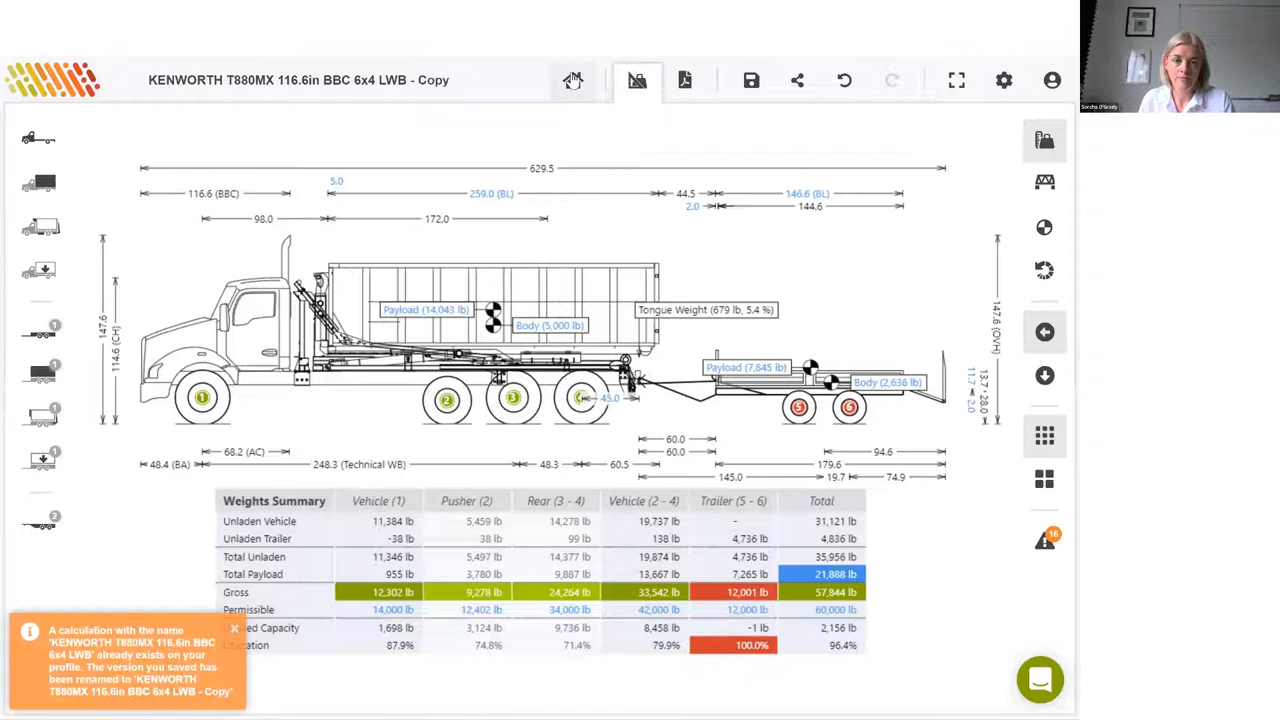 KENWORTH T880MX 116.6in BBC 6x4 LWB - Copy
Sorcha O'Grady
629.5
5.0
116.6 (BBC)
259.0 (BL)
44.5
146.6 (BL)
2.0
144.6
98.0
172.0
147.6
114.6 (CH)
147.6 (OVH)
Payload (14,043 lb)
Tongue Weight (679 lb, 5.4 %)
Body (5,000 lb)
Payload (7,845 lb)
Body (2,636 lb)
13.7
28.0
11.7
2.0
1
2
3
5
6
45.0
60.0
68.2 (AC)
60.0
94.6
48.4 (BA)
248.3 (Technical WB)
48.3
60.5
179.6
145.0
19.7
74.9
1
1
1
1
2
16
Weights Summary Vehicle (1) Pusher (2) Rear (3 - 4) Vehicle (2 - 4) Trailer (5 - 6) Total
Unladen Vehicle 11,384 lb 5,459 lb 14,278 lb 19,737 lb - 31,121 lb
Unladen Trailer -38 lb 38 lb 99 lb 138 lb 4,736 lb 4,836 lb
Total Unladen 11,346 lb 5,497 lb 14,377 lb 19,874 lb 4,736 lb 35,956 lb
Total Payload 955 lb 3,780 lb 9,887 lb 13,667 lb 7,265 lb 21,888 lb
Gross 12,302 lb 9,278 lb 24,264 lb 33,542 lb 12,001 lb 57,844 lb
Permissible 14,000 lb 12,402 lb 34,000 lb 42,000 lb 12,000 lb 60,000 lb
Capacity 1,698 lb 3,124 lb 9,736 lb 8,458 lb -1 lb 2,156 lb
87.9% 74.8% 71.4% 79.9% 100.0% 96.4%
A calculation with the name
'KENWORTH T880MX 116.6in BBC
6x4 LWB' already exists on your
profile. The version you saved has
been renamed to 'KENWORTH
T880MX 116.6in BBC 6x4 LWB - Copy'